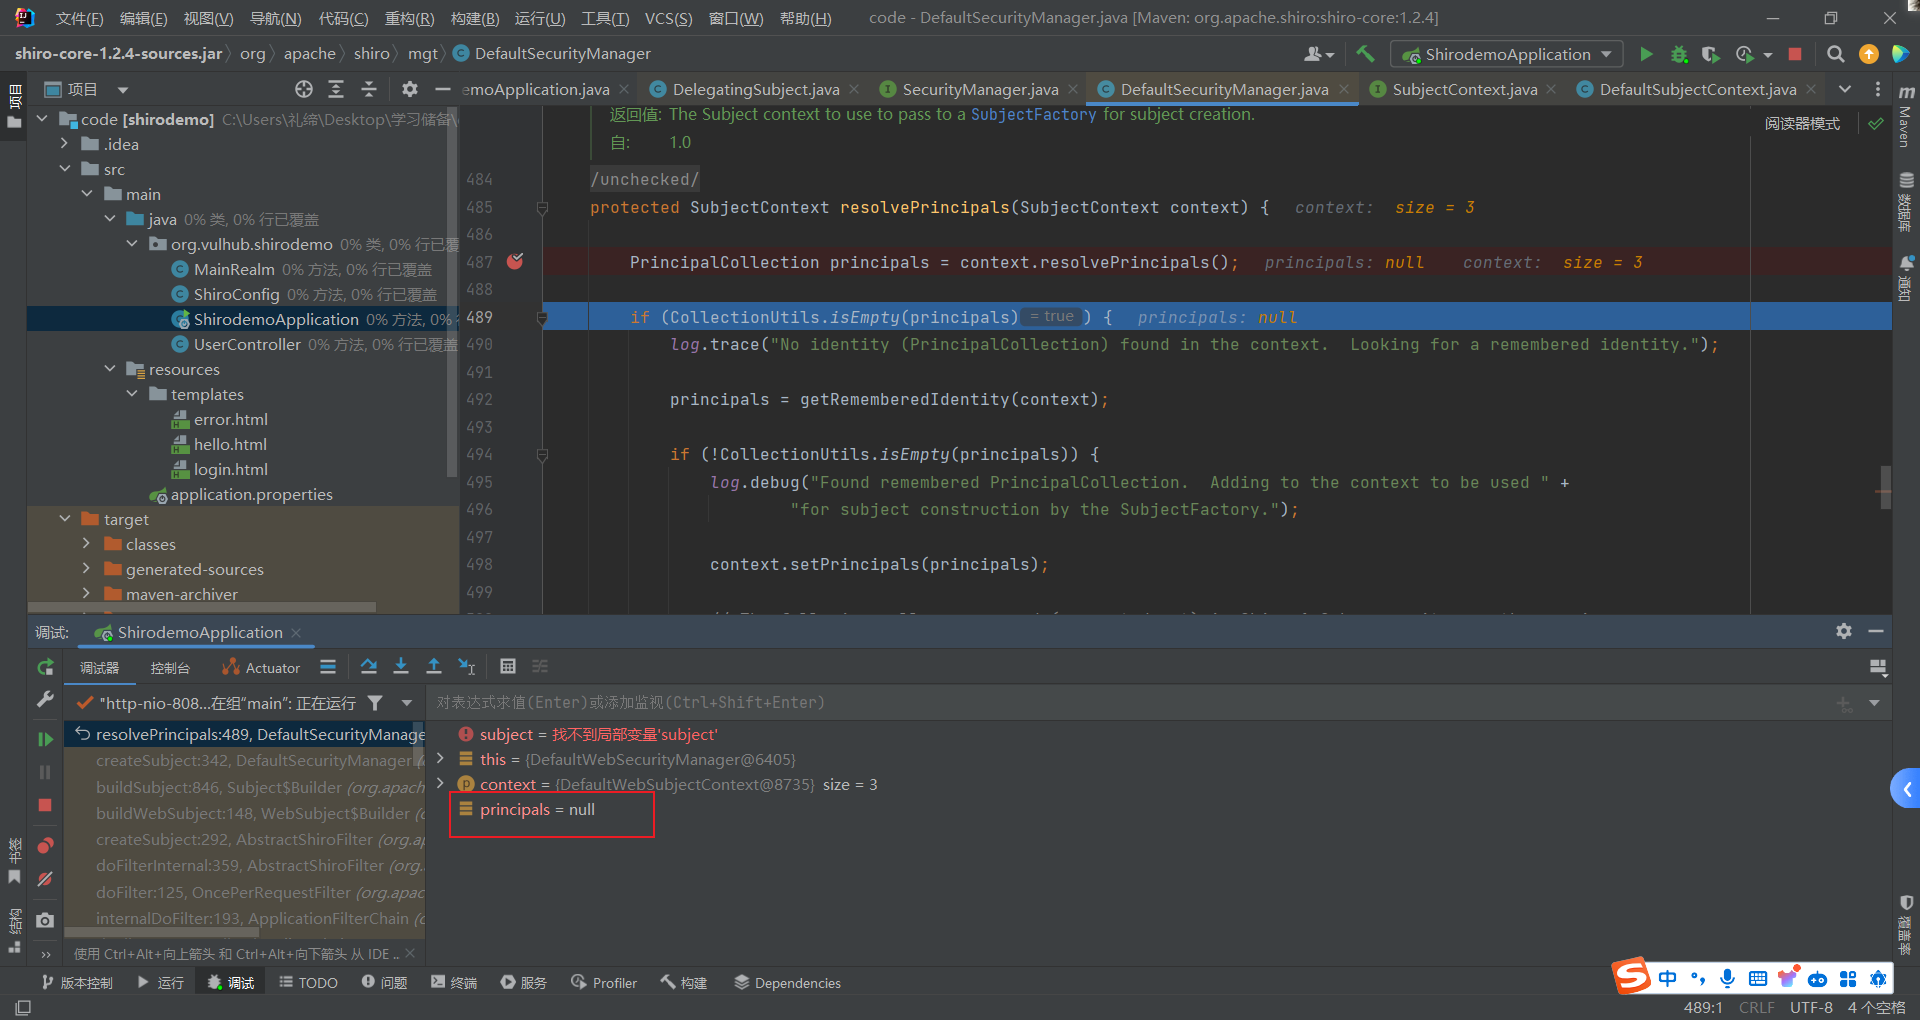 文件(F) 编辑(E) 视图(V) 导航(N) 代码(C) 重构(R) 构建(B) 运行(U) 工具(T) VCS(S) 窗口(W) 帮助(H) code - DefaultSecurityManager.java [Maven: org.apache.shiro:shiro-core:1.2.4]
shiro-core-1.2.4-sources.jar org apache shiro mgt DefaultSecurityManager ShirodemoApplication
项目 emoApplication.java DelegatingSubject.java SecurityManager.java DefaultSecurityManager.java SubjectContext.java DefaultSubjectContext.java
项目
Maven
数据库
通知
code [shirodemo] C:\Users\礼缔\Desktop\学习储备\
.idea
src
main
java 0% 类, 0% 行已覆盖
org.vulhub.shirodemo 0% 类, 0% 行已覆
MainRealm 0% 方法, 0% 行已覆盖
ShiroConfig 0% 方法, 0% 行已覆盖
ShirodemoApplication 0% 方法, 0%
UserController 0% 方法, 0% 行已覆盖
resources
templates
error.html
hello.html
login.html
application.properties
target
classes
generated-sources
maven-archiver
返回值: The Subject context to use to pass to a SubjectFactory for subject creation.
自: 1.0
阅读器模式
484 /unchecked/
485 protected SubjectContext resolvePrincipals(SubjectContext context) { context: size = 3
486
487 PrincipalCollection principals = context.resolvePrincipals(); principals: null context: size = 3
488
489 if (CollectionUtils.isEmpty(principals) = true ) { principals: null
490 log.trace("No identity (PrincipalCollection) found in the context.  Looking for a remembered identity.");
491
492 principals = getRememberedIdentity(context);
493
494 if (!CollectionUtils.isEmpty(principals)) {
495 log.debug("Found remembered PrincipalCollection.  Adding to the context to be used " +
496 "for subject construction by the SubjectFactory.");
497
498 context.setPrincipals(principals);
499
调试: ShirodemoApplication
调试器 控制台 Actuator
"http-nio-808...在组"main": 正在运行
对表达式求值(Enter)或添加监视(Ctrl+Shift+Enter)
resolvePrincipals:489, DefaultSecurityManage
createSubject:342, DefaultSecurityManager (
buildSubject:846, Subject$Builder (org.apach
buildWebSubject:148, WebSubject$Builder (
createSubject:292, AbstractShiroFilter (org.a
doFilterInternal:359, AbstractShiroFilter (org.
doFilter:125, OncePerRequestFilter (org.apac
internalDoFilter:193, ApplicationFilterChain (
使用 Ctrl+Alt+向上箭头 和 Ctrl+Alt+向下箭头 从 IDE ..
subject = 找不到局部变量'subject'
this = {DefaultWebSecurityManager@6405}
context = {DefaultWebSubjectContext@8735} size = 3
principals = null
书签
结构
覆盖率
版本控制 运行 调试 TODO 问题 终端 服务 Profiler 构建 Dependencies
S 中
489:1 CRLF UTF-8 4 个空格